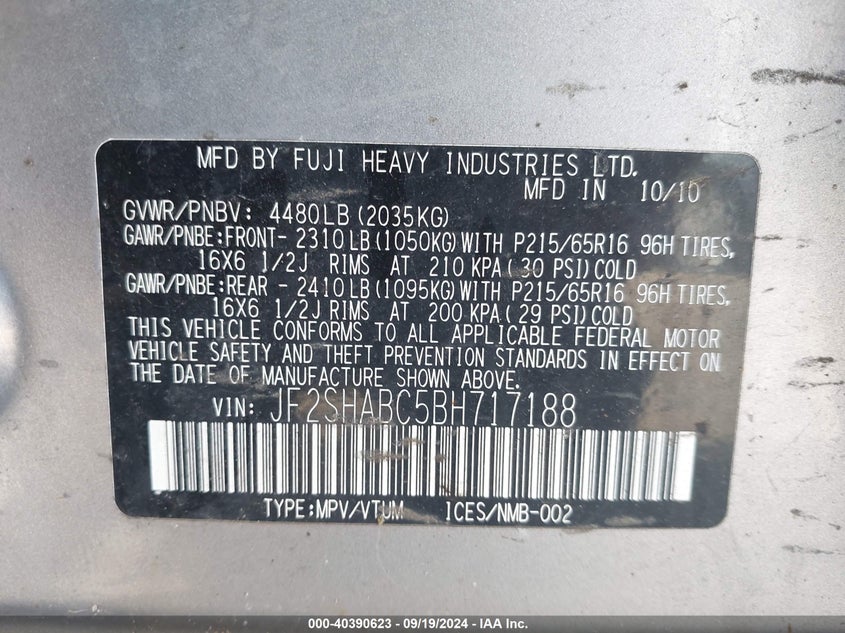 MFD BY FUJI HEAVY INDUSTRIES LTD.
MFD IN 10/10
GVWR/PNBV: 4480LB (2035KG)
GAWR/PNBE:FRONT- 2310LB(1050KG)WITH P215/65R16 96H TIRES,
16X6 1/2J RIMS AT 210 KPA(30 PSI)COLD
GAWR/PNBE:REAR - 2410LB(1095KG)WITH P215/65R16 96H TIRES,
16X6 1/2J RIMS AT 200 KPA(29 PSI)COLD
THIS VEHICLE CONFORMS TO ALL APPLICABLE FEDERAL MOTOR
VEHICLE SAFETY AND THEFT PREVENTION STANDARDS IN EFFECT ON
THE DATE OF MANUFACTURE SHOWN ABOVE.
VIN: JF2SHABC5BH717188
TYPE:MPV/VTUM ICES/NMB-002
000-40390623 - 09/19/2024 - IAA Inc.